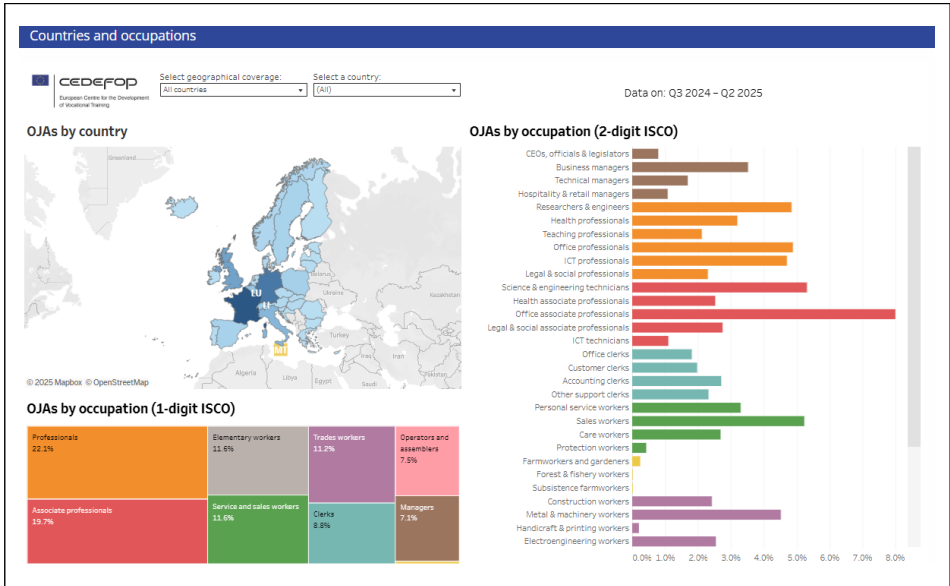 Countries and occupations
CEDEFOP
European Centre for the Development
of Vocational Training
Select geographical coverage:
All countries
Select a country:
(All)
Data on: Q3 2024 – Q2 2025
OJAs by country
Greenland
Belarus
Ukraine
Kazakhstan
EU
Turkey
MT
Iraq
Iran
Algeria
Libya
Egypt
Saudi
Pakistan
© 2025 Mapbox © OpenStreetMap
OJAs by occupation (1-digit ISCO)
Professionals
22.1%
Associate professionals
19.7%
Elementary workers
11.6%
Service and sales workers
11.6%
Trades workers
11.2%
Clerks
8.8%
Operators and
assemblers
7.5%
Managers
7.1%
OJAs by occupation (2-digit ISCO)
CEOs, officials & legislators
Business managers
Technical managers
Hospitality & retail managers
Researchers & engineers
Health professionals
Teaching professionals
Office professionals
ICT professionals
Legal & social professionals
Science & engineering technicians
Health associate professionals
Office associate professionals
Legal & social associate professionals
ICT technicians
Office clerks
Customer clerks
Accounting clerks
Other support clerks
Personal service workers
Sales workers
Care workers
Protection workers
Farmworkers and gardeners
Forest & fishery workers
Subsistence farmworkers
Construction workers
Metal & machinery workers
Handicraft & printing workers
Electroengineering workers
0.0% 1.0% 2.0% 3.0% 4.0% 5.0% 6.0% 7.0% 8.0%